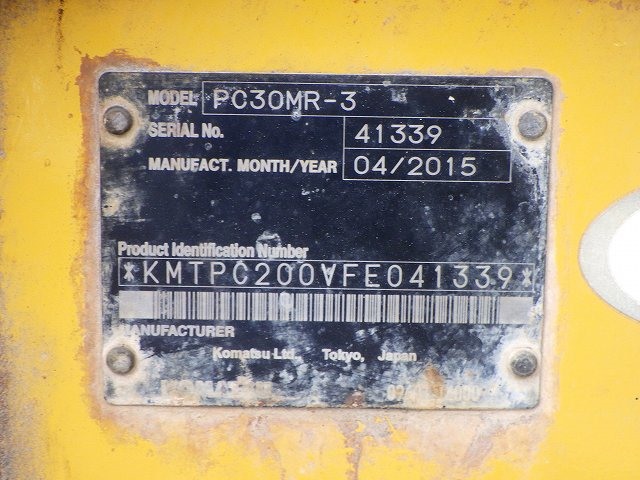 MODEL PC30MR-3
SERIAL No. 41339
MANUFACT. MONTH/YEAR 04/2015
Product Identification Number
*KMTPC200VFE041339*
MANUFACTURER
Komatsu Ltd. Tokyo, Japan